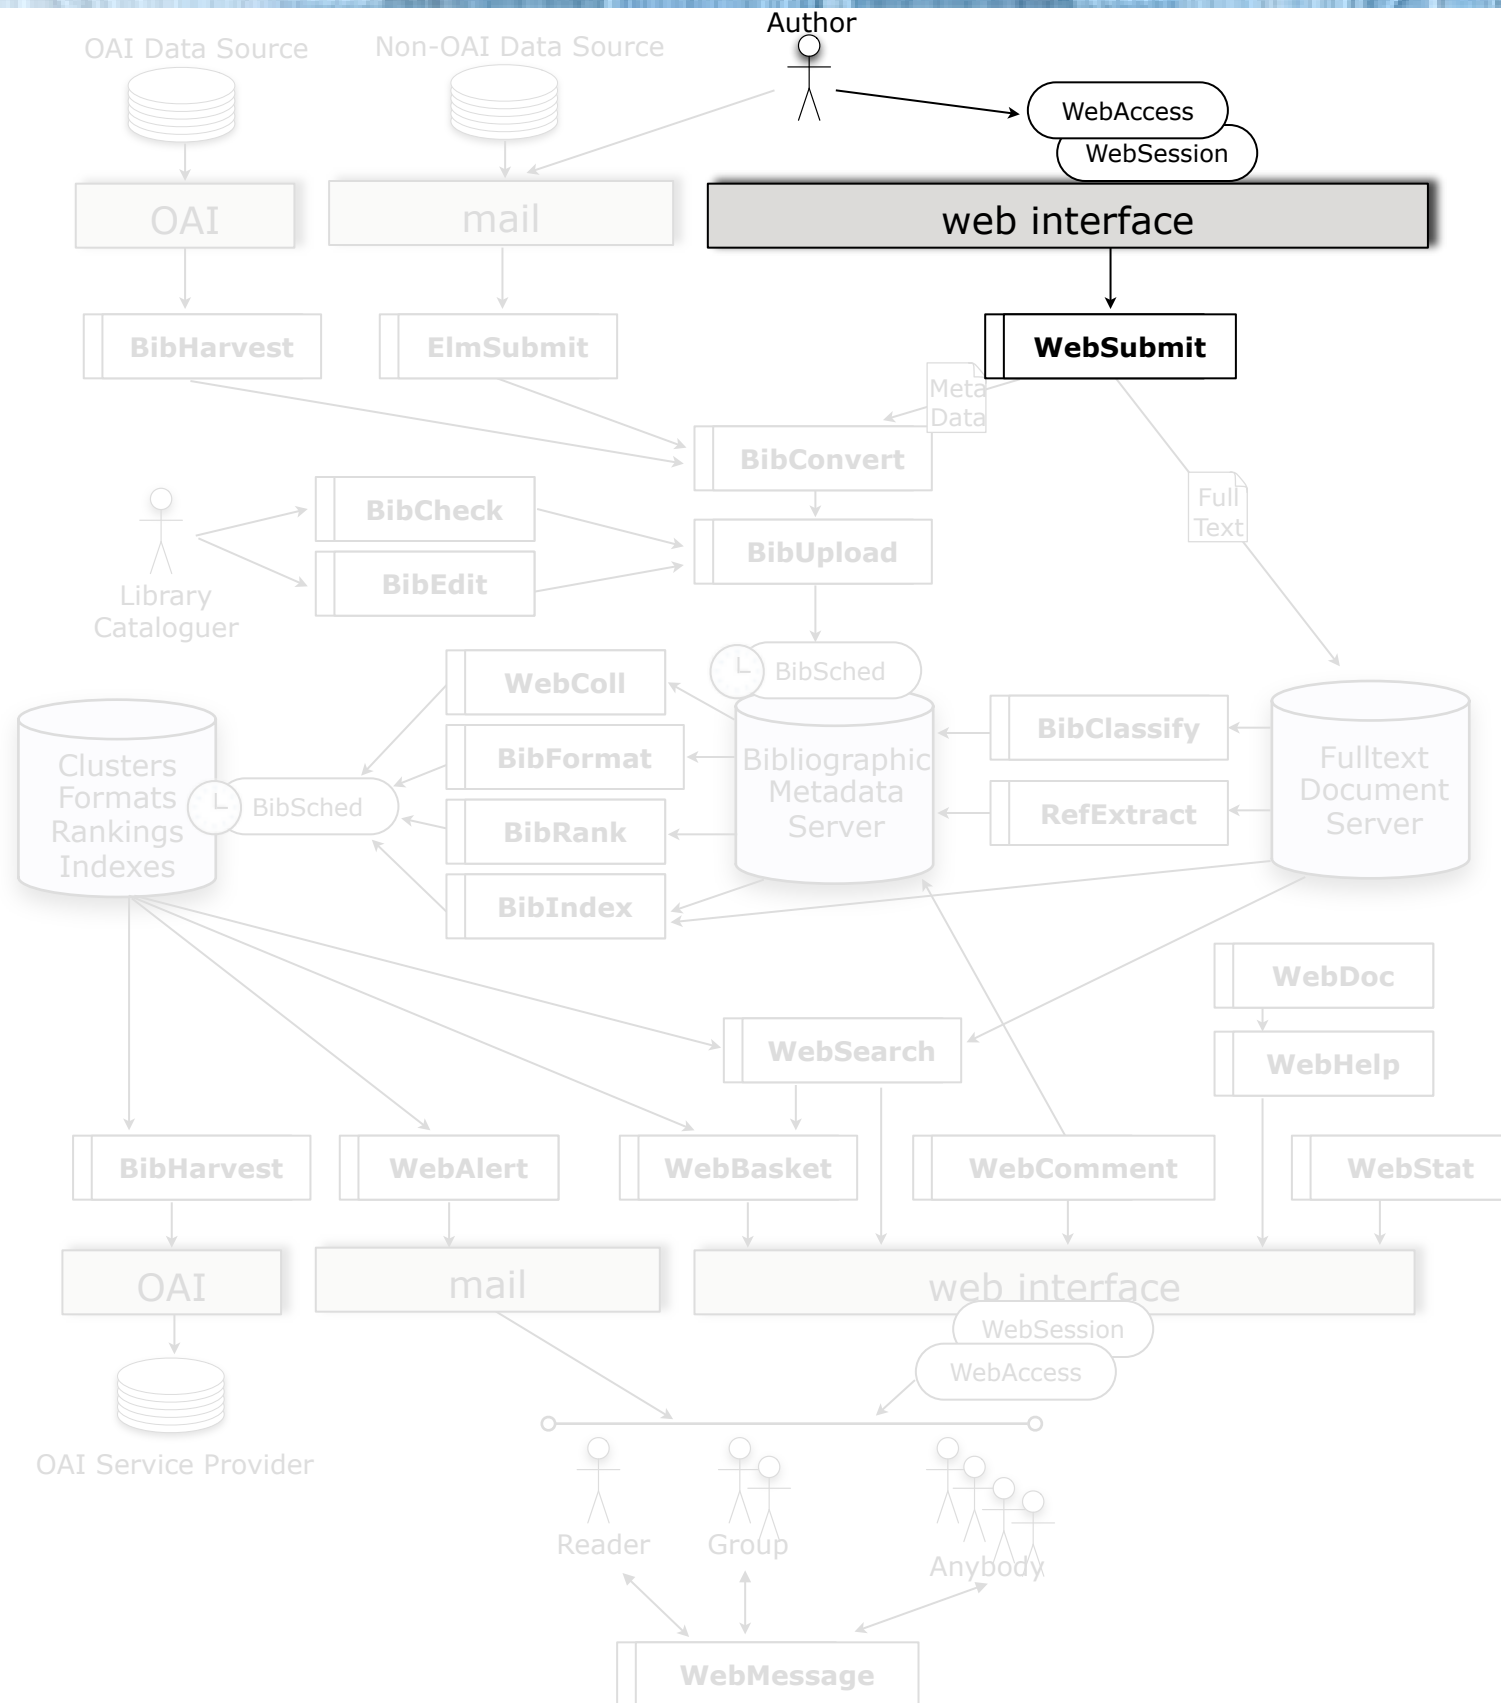 Author
OAI Data Source
Non-OAI Data Source
WebAccess
WebSession
OAI
mail
web interface
BibHarvest
ElmSubmit
WebSubmit
Meta
Data
BibConvert
Full
Text
BibCheck
BibUpload
BibEdit
Library
Cataloguer
BibSched
WebColl
BibClassify
BibFormat
Bibliographic
Metadata
Server
Fulltext
Document
Server
Clusters
Formats
Rankings
Indexes
BibSched
BibRank
RefExtract
BibIndex
WebDoc
WebSearch
WebHelp
BibHarvest
WebAlert
WebBasket
WebComment
WebStat
OAI
mail
web interface
WebSession
WebAccess
OAI Service Provider
Reader
Group
Anybody
WebMessage